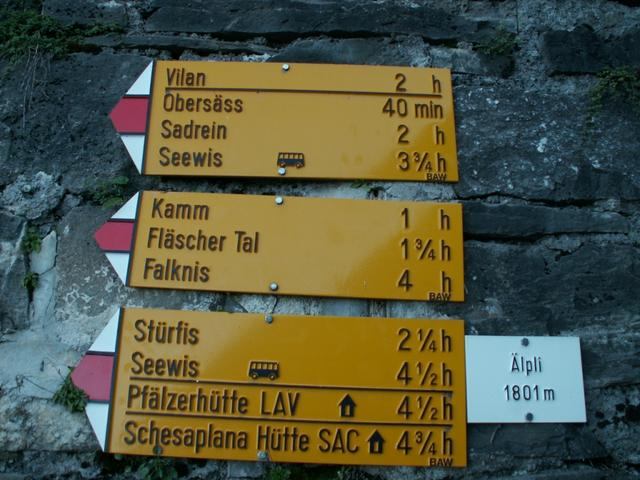 Vilan 2 h
Obersäss 40 min
Sadrein 2 h
Seewis 3¾ h
BAW
Kamm 1 h
Fläscher Tal 1¾ h
Falknis 4 h
BAW
Stürfis 2¼ h
Seewis 4½ h
Pfälzerhütte LAV 4½ h
Schesaplana Hütte SAC 4¾ h
BAW
Älpli
1801 m